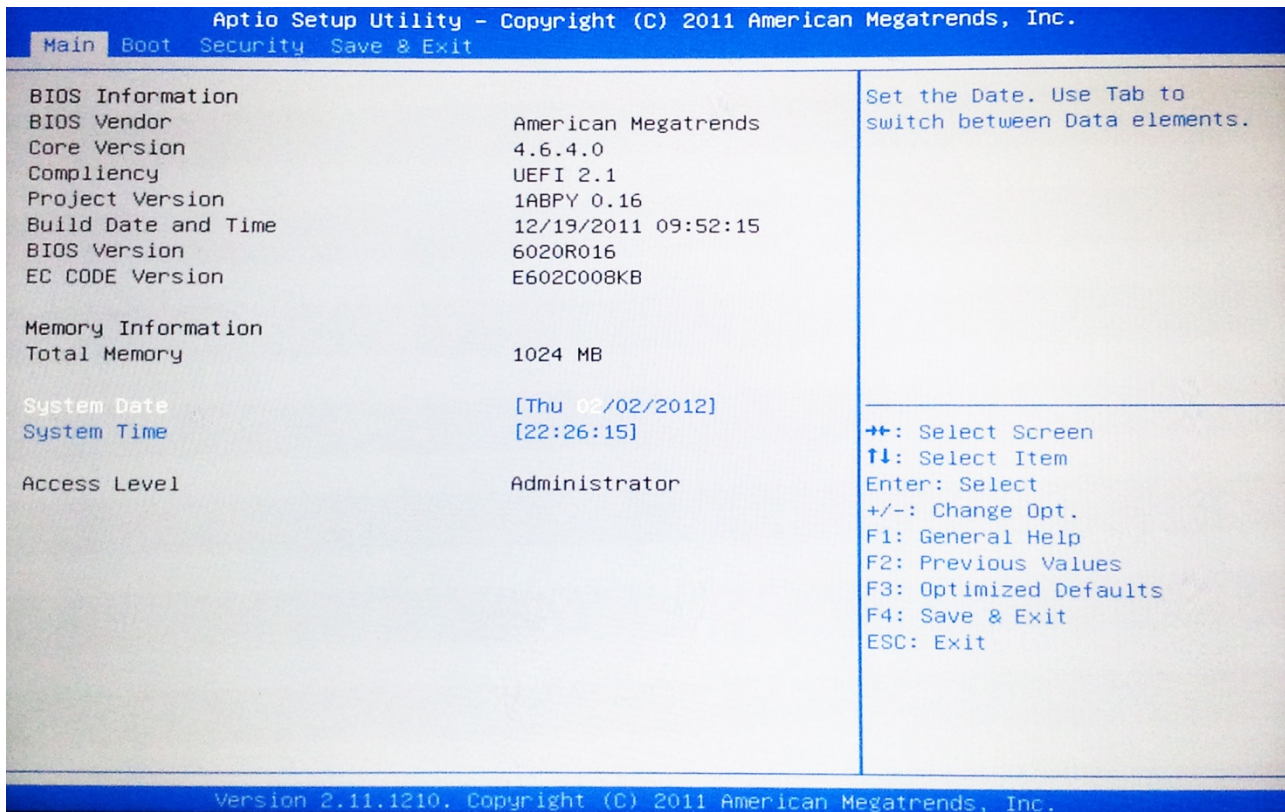 Aptio Setup Utility – Copyright (C) 2011 American Megatrends, Inc.
Main Boot Security Save & Exit
BIOS Information
BIOS Vendor American Megatrends
Core Version 4.6.4.0
Compliency UEFI 2.1
Project Version 1ABPY 0.16
Build Date and Time 12/19/2011 09:52:15
BIOS Version 6020R016
EC CODE Version E602C008KB
Memory Information
Total Memory 1024 MB
System Date [Thu 02/02/2012]
System Time [22:26:15]
Access Level Administrator
Set the Date. Use Tab to
switch between Data elements.
→←: Select Screen
↑↓: Select Item
Enter: Select
+/-: Change Opt.
F1: General Help
F2: Previous Values
F3: Optimized Defaults
F4: Save & Exit
ESC: Exit
Version 2.11.1210. Copyright (C) 2011 American Megatrends, Inc.